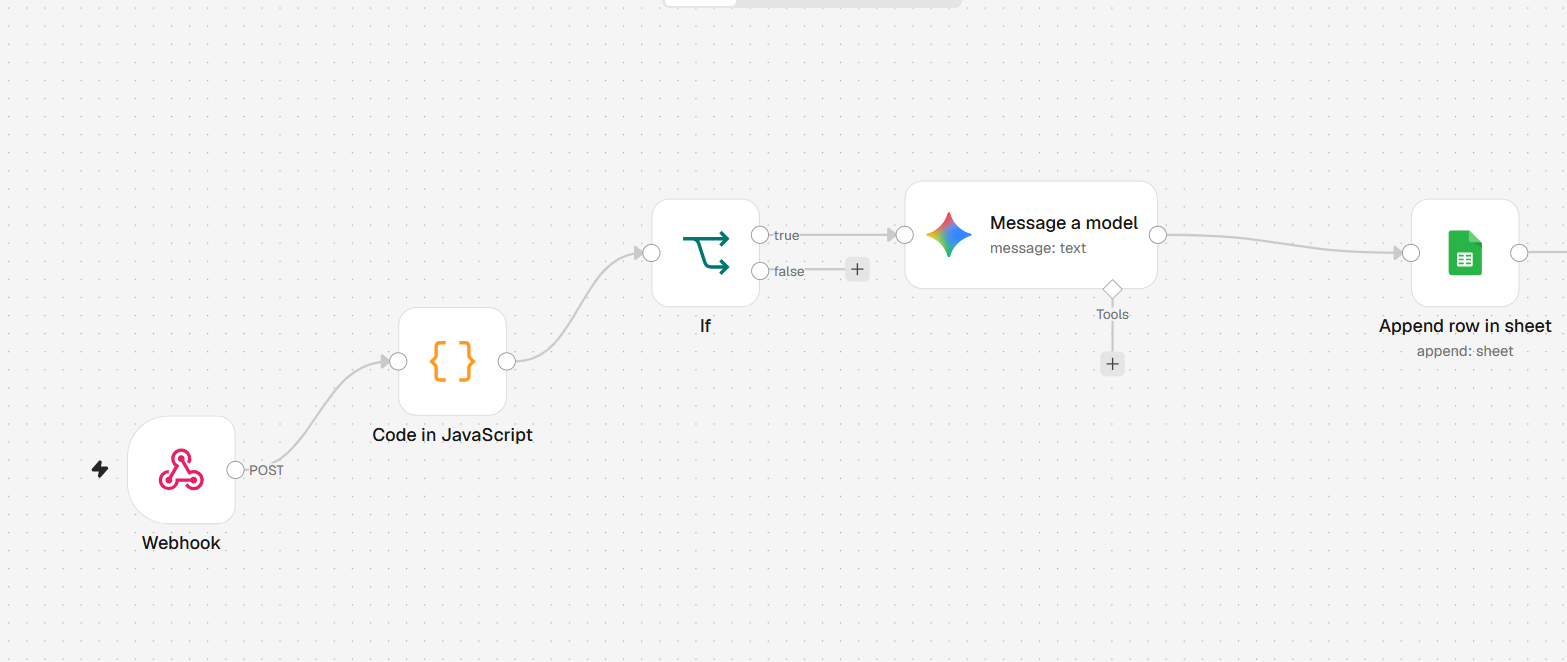 true
false
If
Message a model
message: text
Tools
Append row in sheet
append: sheet
Code in JavaScript
POST
Webhook